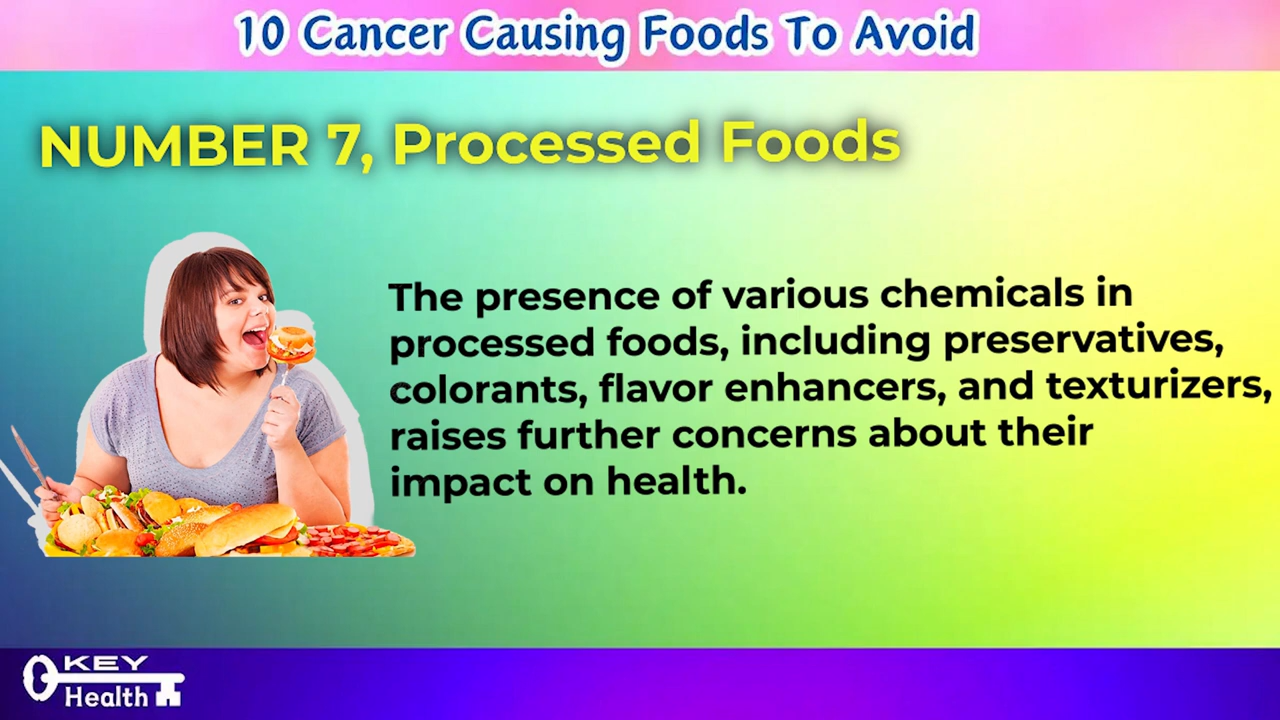 10 Cancer Causing Foods To Avoid
NUMBER 7, Processed Foods
The presence of various chemicals in
processed foods, including preservatives,
colorants, flavor enhancers, and texturizers,
raises further concerns about their
impact on health.
KEY
Health